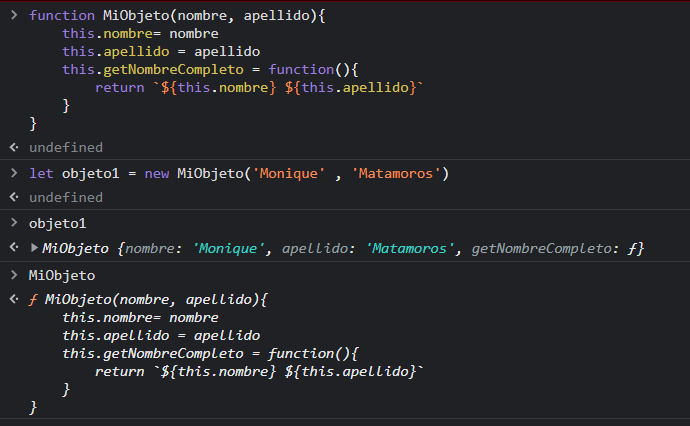 function MiObjeto(nombre, apellido){
this.nombre= nombre
this.apellido = apellido
this.getNombreCompleto = function(){
return `${this.nombre} ${this.apellido}`
}
}
undefined
let objeto1 = new MiObjeto('Monique' , 'Matamoros')
undefined
objeto1
MiObjeto {nombre: 'Monique', apellido: 'Matamoros', getNombreCompleto: ƒ}
MiObjeto
ƒ MiObjeto(nombre, apellido){
this.nombre= nombre
this.apellido = apellido
this.getNombreCompleto = function(){
return `${this.nombre} ${this.apellido}`
}
}